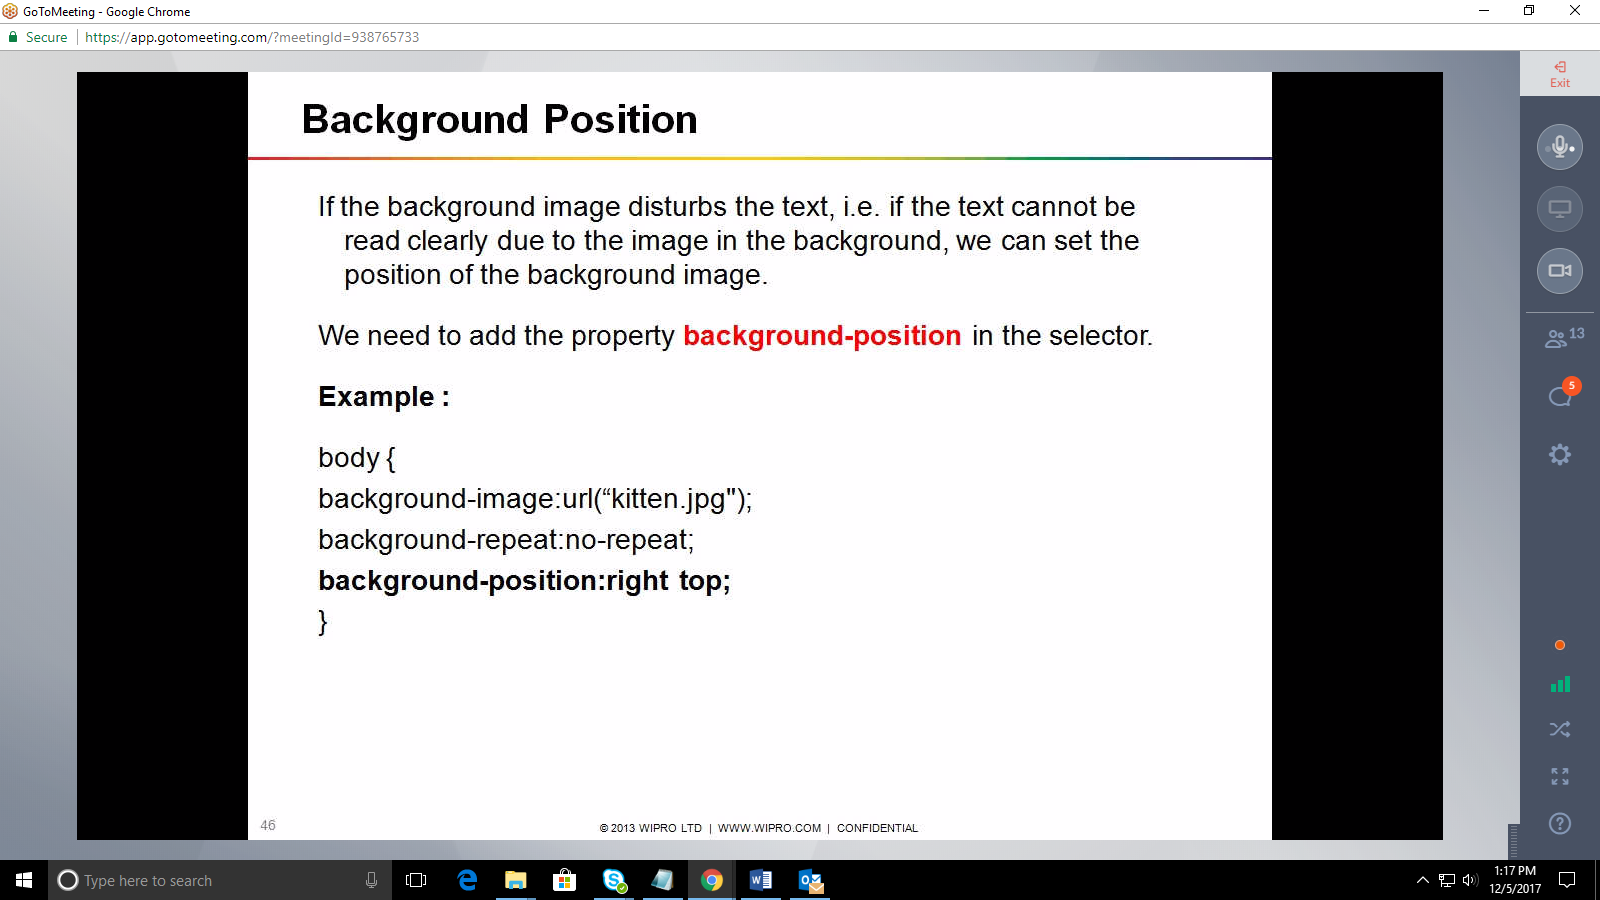 GoToMeeting - Google Chrome
Secure | https://app.gotomeeting.com/?meetingId=938765733
Exit
Background Position
If the background image disturbs the text, i.e. if the text cannot be
read clearly due to the image in the background, we can set the
position of the background image.
We need to add the property background-position in the selector.
Example :
body {
background-image:url(“kitten.jpg");
background-repeat:no-repeat;
background-position:right top;
}
13
5
46
© 2013 WIPRO LTD | WWW.WIPRO.COM | CONFIDENTIAL
Type here to search
1:17 PM
12/5/2017